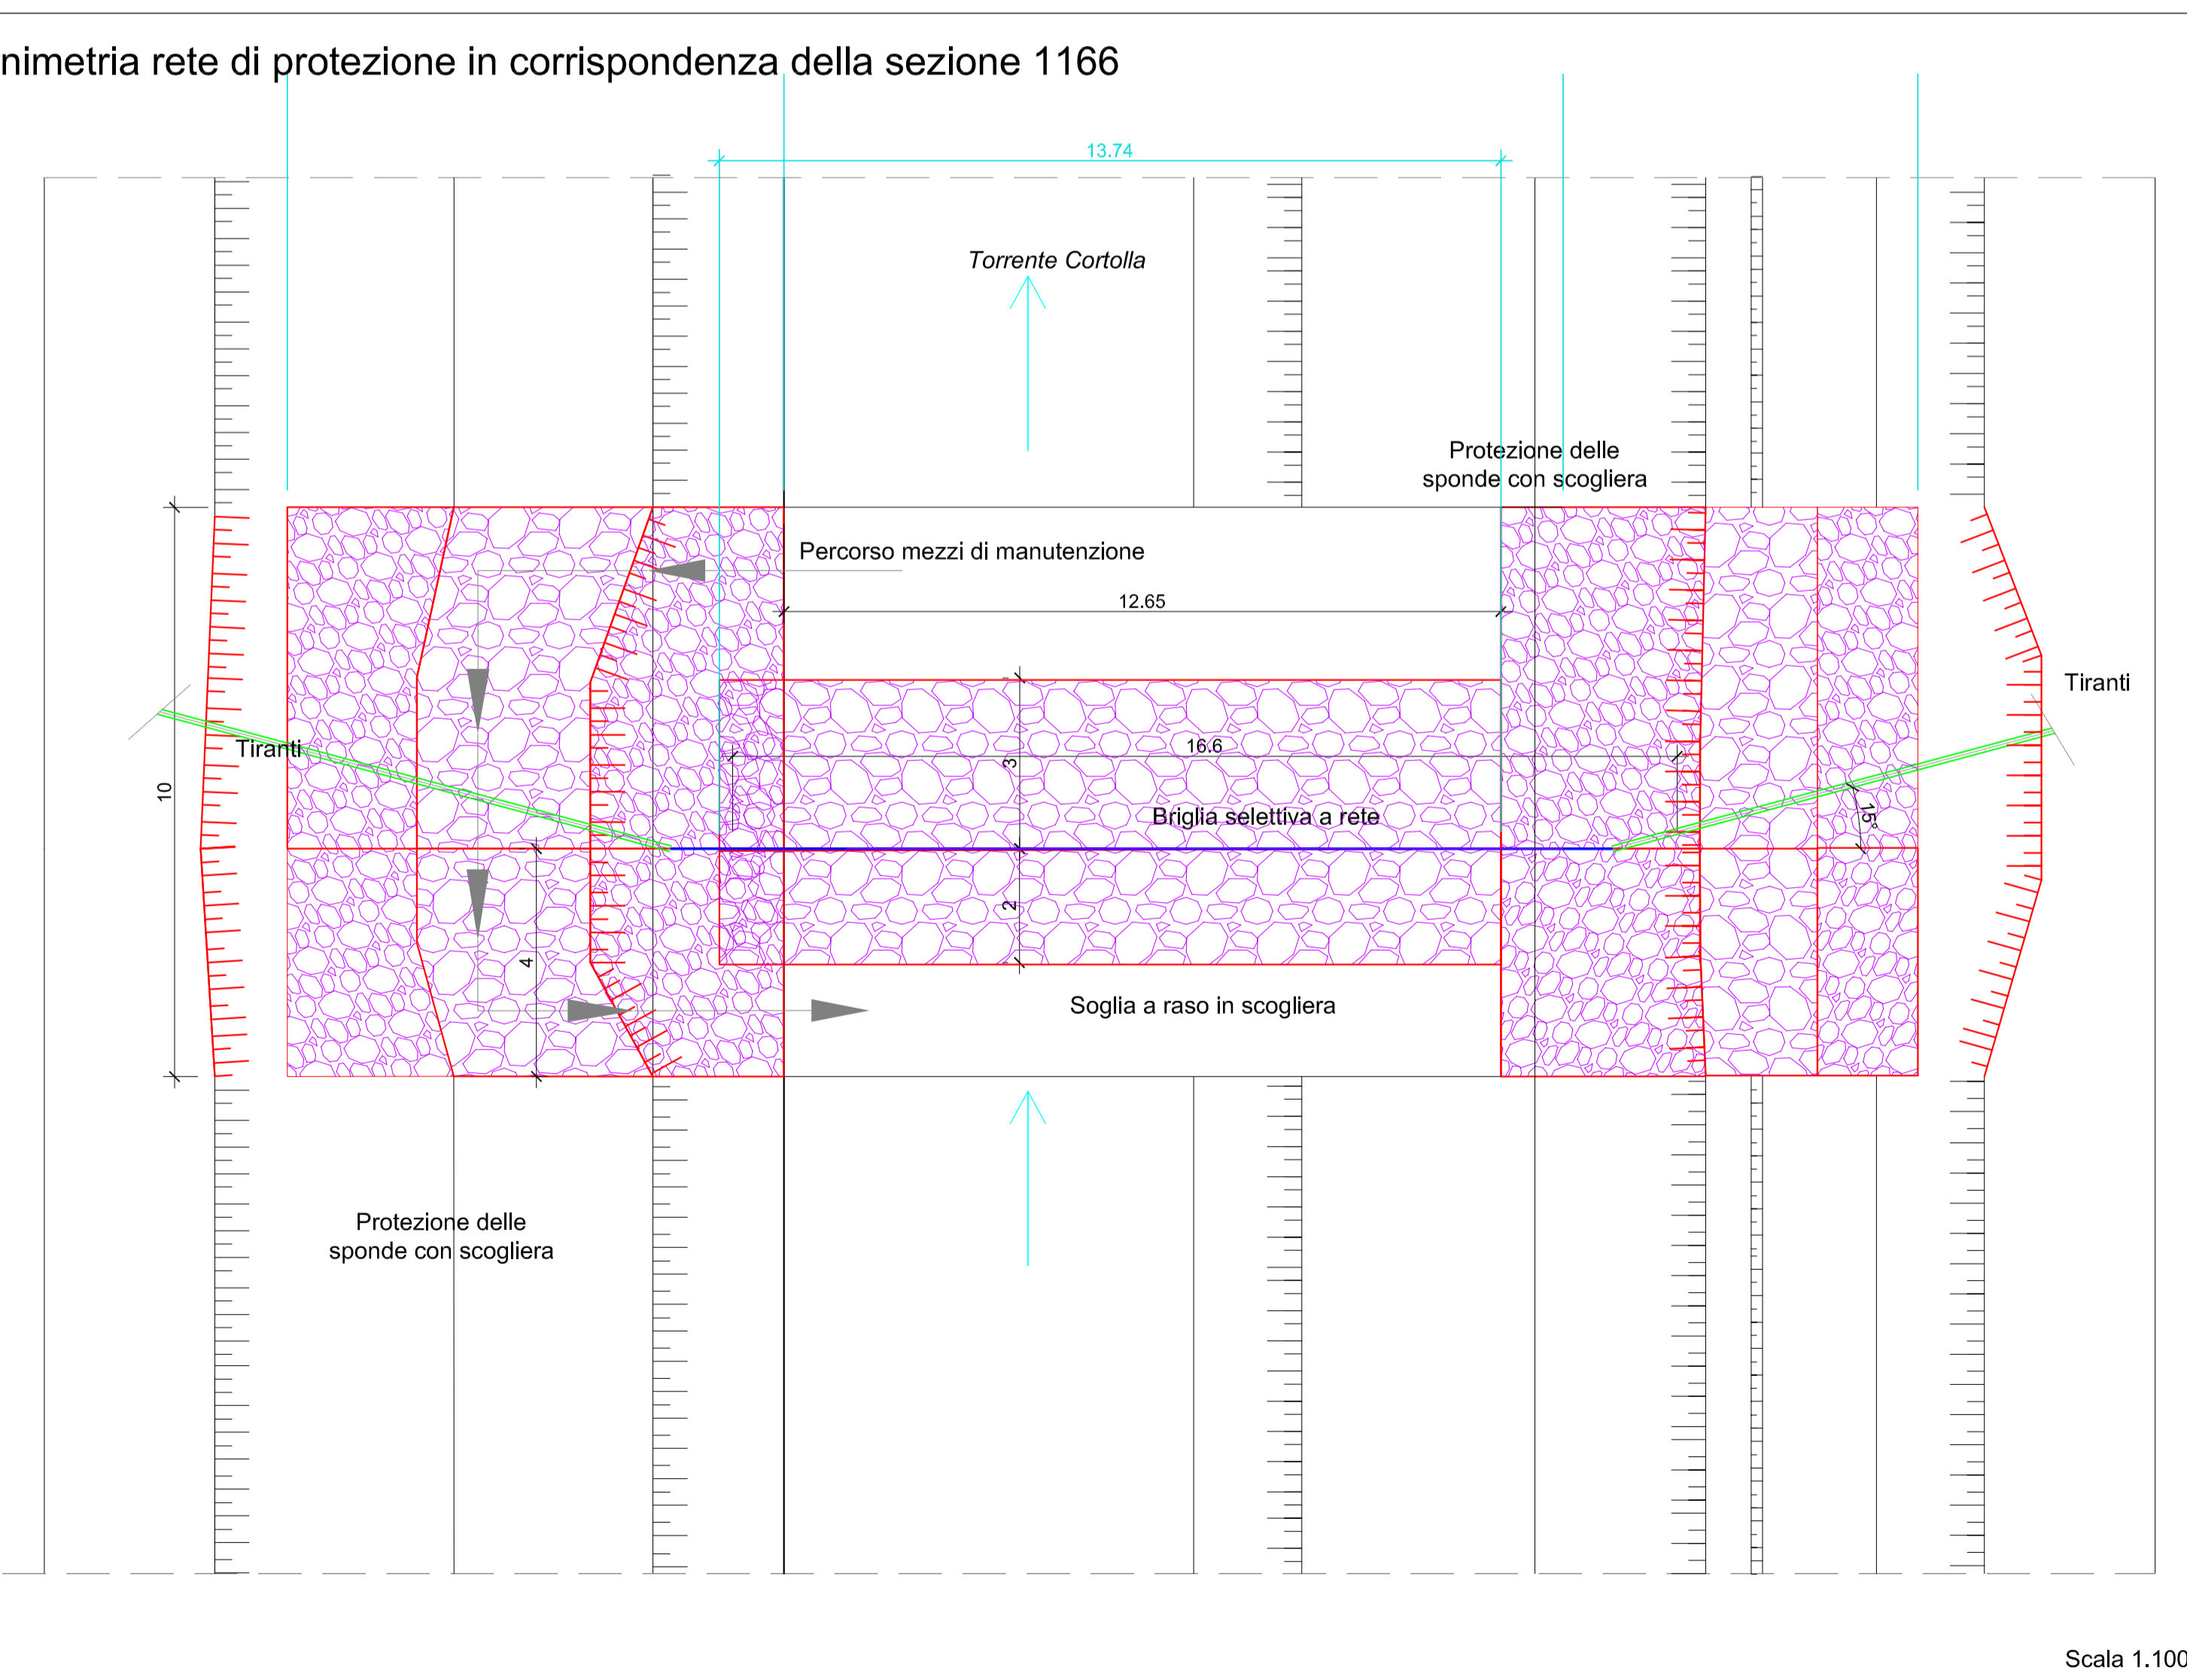 nimetria rete di protezione in corrispondenza della sezione 1166
13.74
Torrente Cortolla
Protezione delle
sponde con scogliera
Percorso mezzi di manutenzione
12.65
Tiranti
Tiranti
16.6
3
10
Briglia selettiva a rete
15°
2
4
Soglia a raso in scogliera
Protezione delle
sponde con scogliera
Scala 1.100